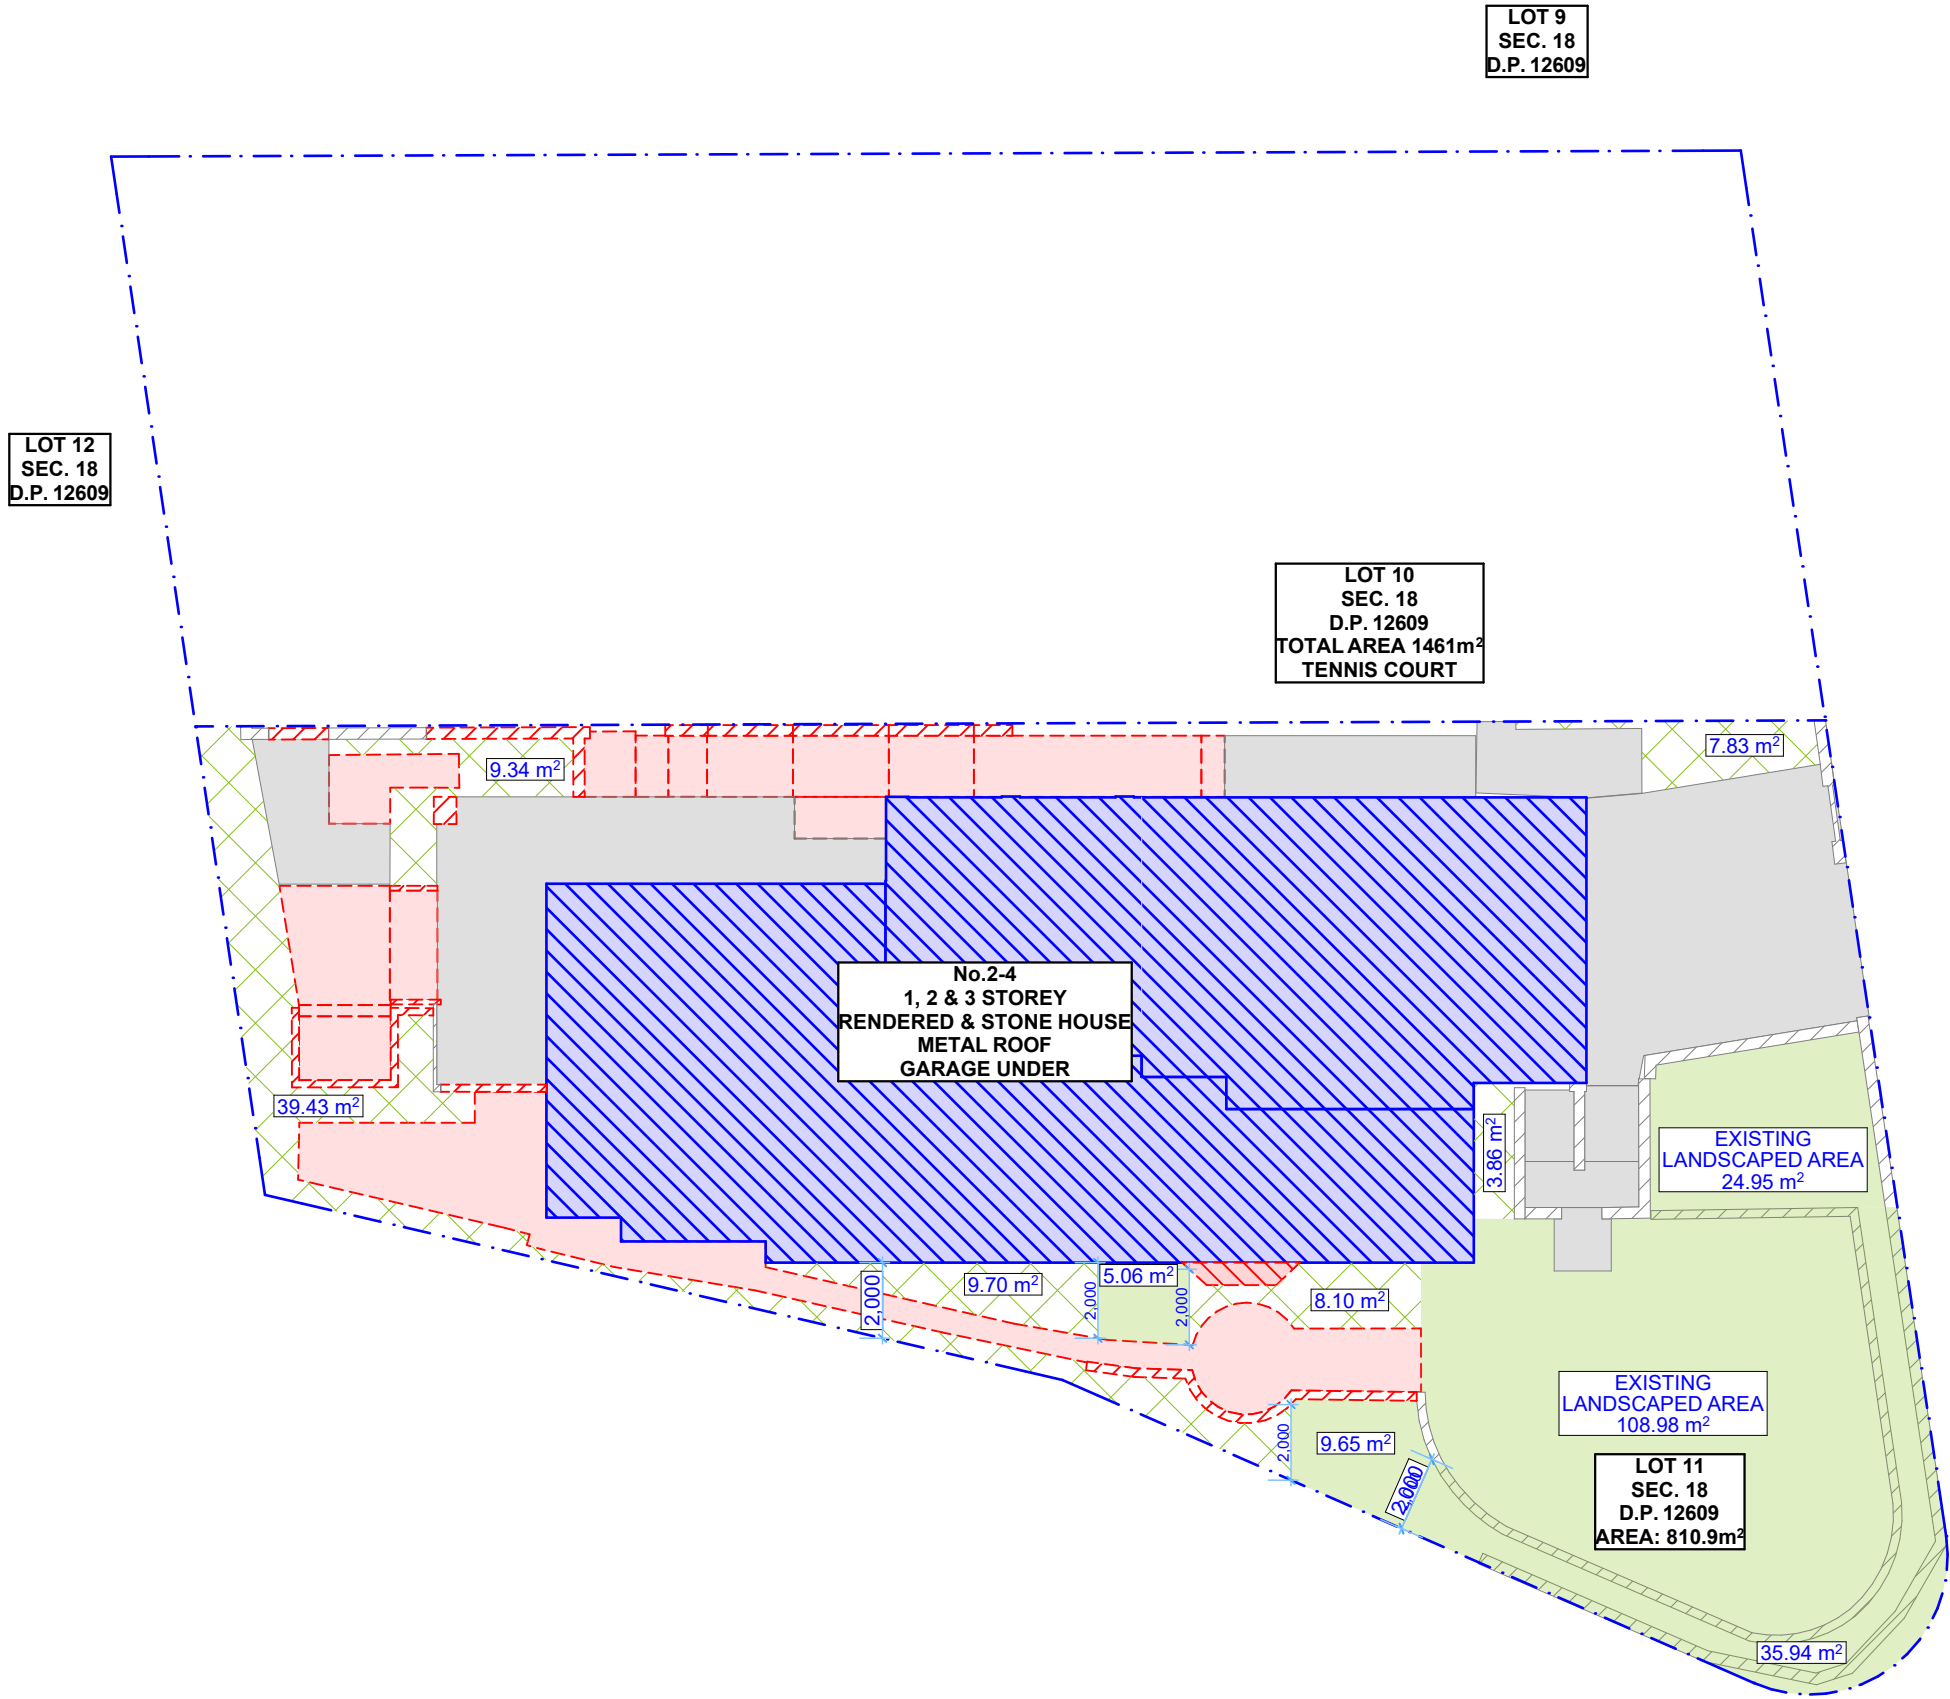 LOT 9
SEC. 18
D.P. 12609
LOT 12
SEC. 18
D.P. 12609
LOT 10
SEC. 18
D.P. 12609
TOTAL AREA 1461m²
TENNIS COURT
7.83 m²
9.34 m²
No.2-4
1, 2 & 3 STOREY
RENDERED & STONE HOUSE
METAL ROOF
GARAGE UNDER
39.43 m²
3.86 m²
EXISTING
LANDSCAPED AREA
24.95 m²
2,000
9.70 m²
2,000
5.06 m²
2,000
8.10 m²
EXISTING
LANDSCAPED AREA
108.98 m²
2,000
9.65 m²
2,000
2,000
LOT 11
SEC. 18
D.P. 12609
AREA: 810.9m²
35.94 m²